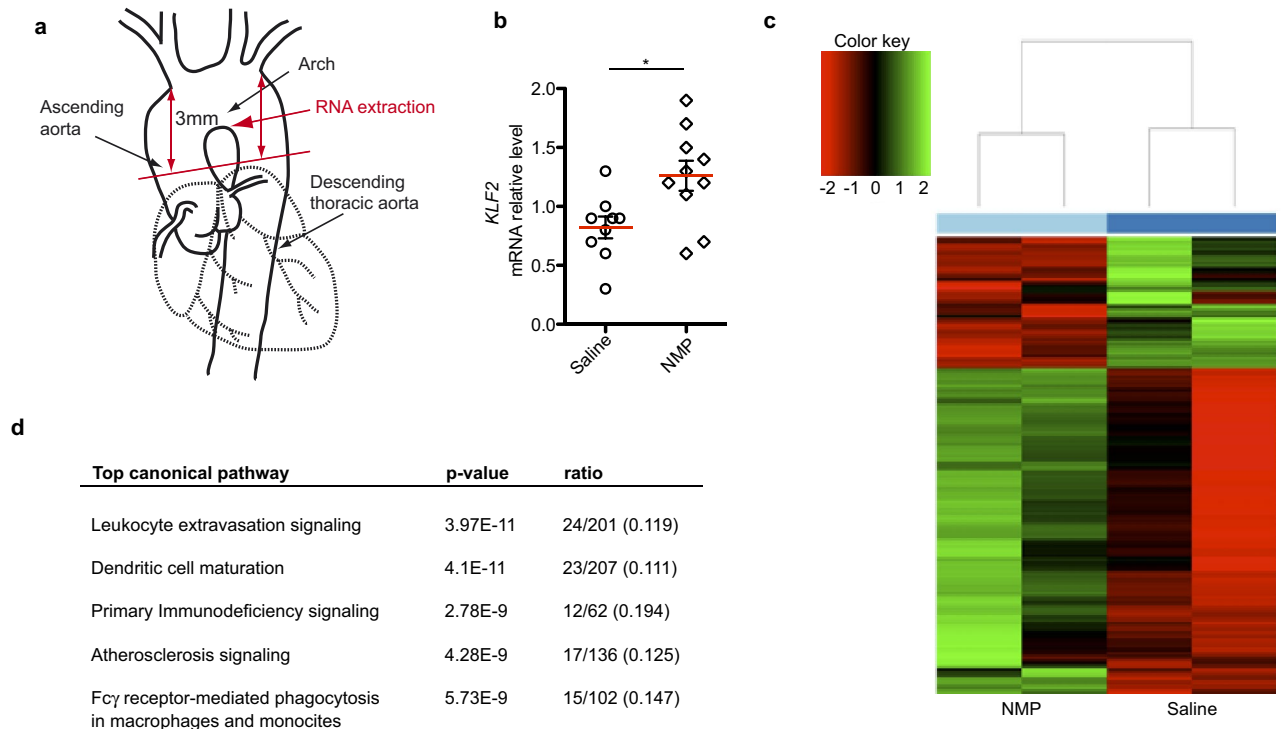 a
Arch
Ascending
aorta
3mm
RNA extraction
Descending
thoracic aorta
b
*
KLF2
mRNA relative level
2.0
1.5
1.0
0.5
0.0
Saline
NMP
c
Color key
-2 -1 0 1 2
NMP Saline
d
Top canonical pathway p-value ratio
Leukocyte extravasation signaling 3.97E-11 24/201 (0.119)
Dendritic cell maturation 4.1E-11 23/207 (0.111)
Primary Immunodeficiency signaling 2.78E-9 12/62 (0.194)
Atherosclerosis signaling 4.28E-9 17/136 (0.125)
Fcγ receptor-mediated phagocytosis 5.73E-9 15/102 (0.147)
in macrophages and monocites